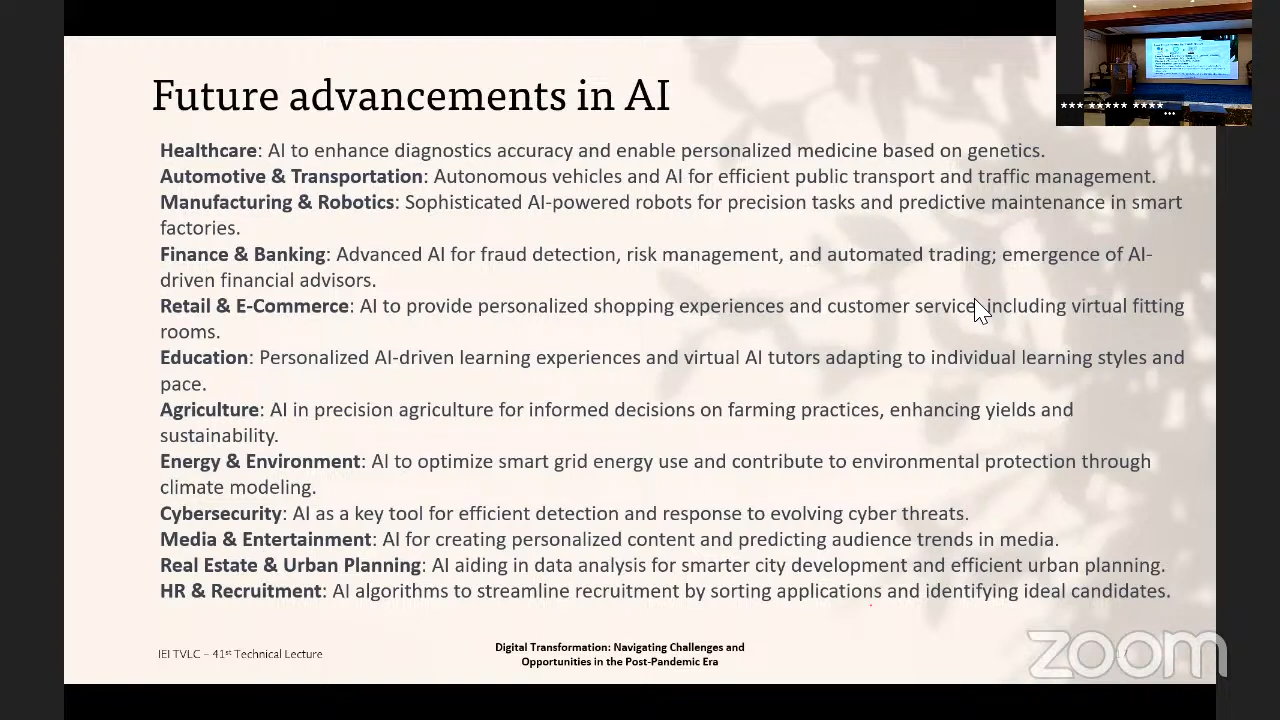 Future advancements in AI
*** ***** ****...
Healthcare: AI to enhance diagnostics accuracy and enable personalized medicine based on genetics.
Automotive & Transportation: Autonomous vehicles and AI for efficient public transport and traffic management.
Manufacturing & Robotics: Sophisticated AI-powered robots for precision tasks and predictive maintenance in smart
factories.
Finance & Banking: Advanced AI for fraud detection, risk management, and automated trading; emergence of AI-
driven financial advisors.
Retail & E-Commerce: AI to provide personalized shopping experiences and customer service, including virtual fitting
rooms.
Education: Personalized AI-driven learning experiences and virtual AI tutors adapting to individual learning styles and
pace.
Agriculture: AI in precision agriculture for informed decisions on farming practices, enhancing yields and
sustainability.
Energy & Environment: AI to optimize smart grid energy use and contribute to environmental protection through
climate modeling.
Cybersecurity: AI as a key tool for efficient detection and response to evolving cyber threats.
Media & Entertainment: AI for creating personalized content and predicting audience trends in media.
Real Estate & Urban Planning: AI aiding in data analysis for smarter city development and efficient urban planning.
HR & Recruitment: AI algorithms to streamline recruitment by sorting applications and identifying ideal candidates.
IEI TVLC – 41st Technical Lecture
Digital Transformation: Navigating Challenges and
Opportunities in the Post-Pandemic Era
zoom